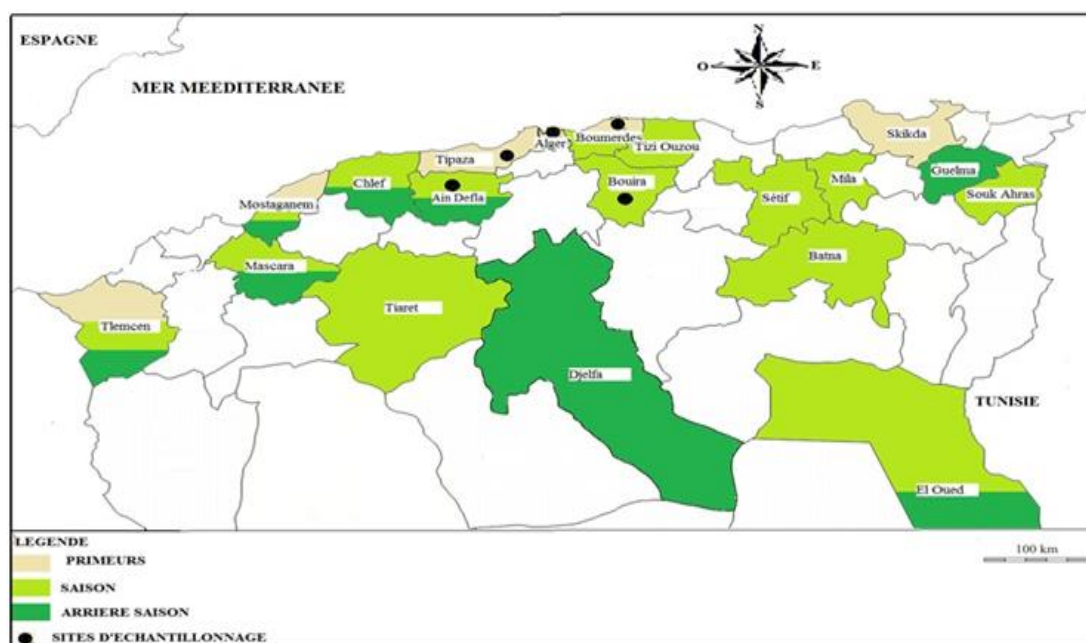 ESPAGNE
MER MEEDITERRANEE
N
O
E
S
Skikda
Alger
Boumerdes
Tizi Ouzou
Tipaza
Guelma
Chlef
Bouira
Mila
Ain Defla
Sétif
Souk Ahras
Mostaganem
Batna
Mascara
Tiaret
Tlemcen
Djelfa
TUNISIE
El Oued
LEGENDE
PRIMEURS
SAISON
ARRIERE SAISON
SITES D'ECHANTILLONNAGE
100 km